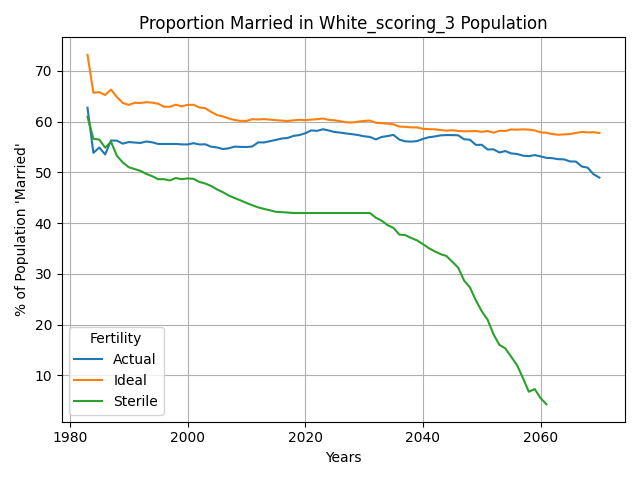 Proportion Married in White_scoring_3 Population
% of Population 'Married'
70
60
50
40
30
20
10
Fertility
Actual
Ideal
Sterile
1980
2000
2020
2040
2060
Years